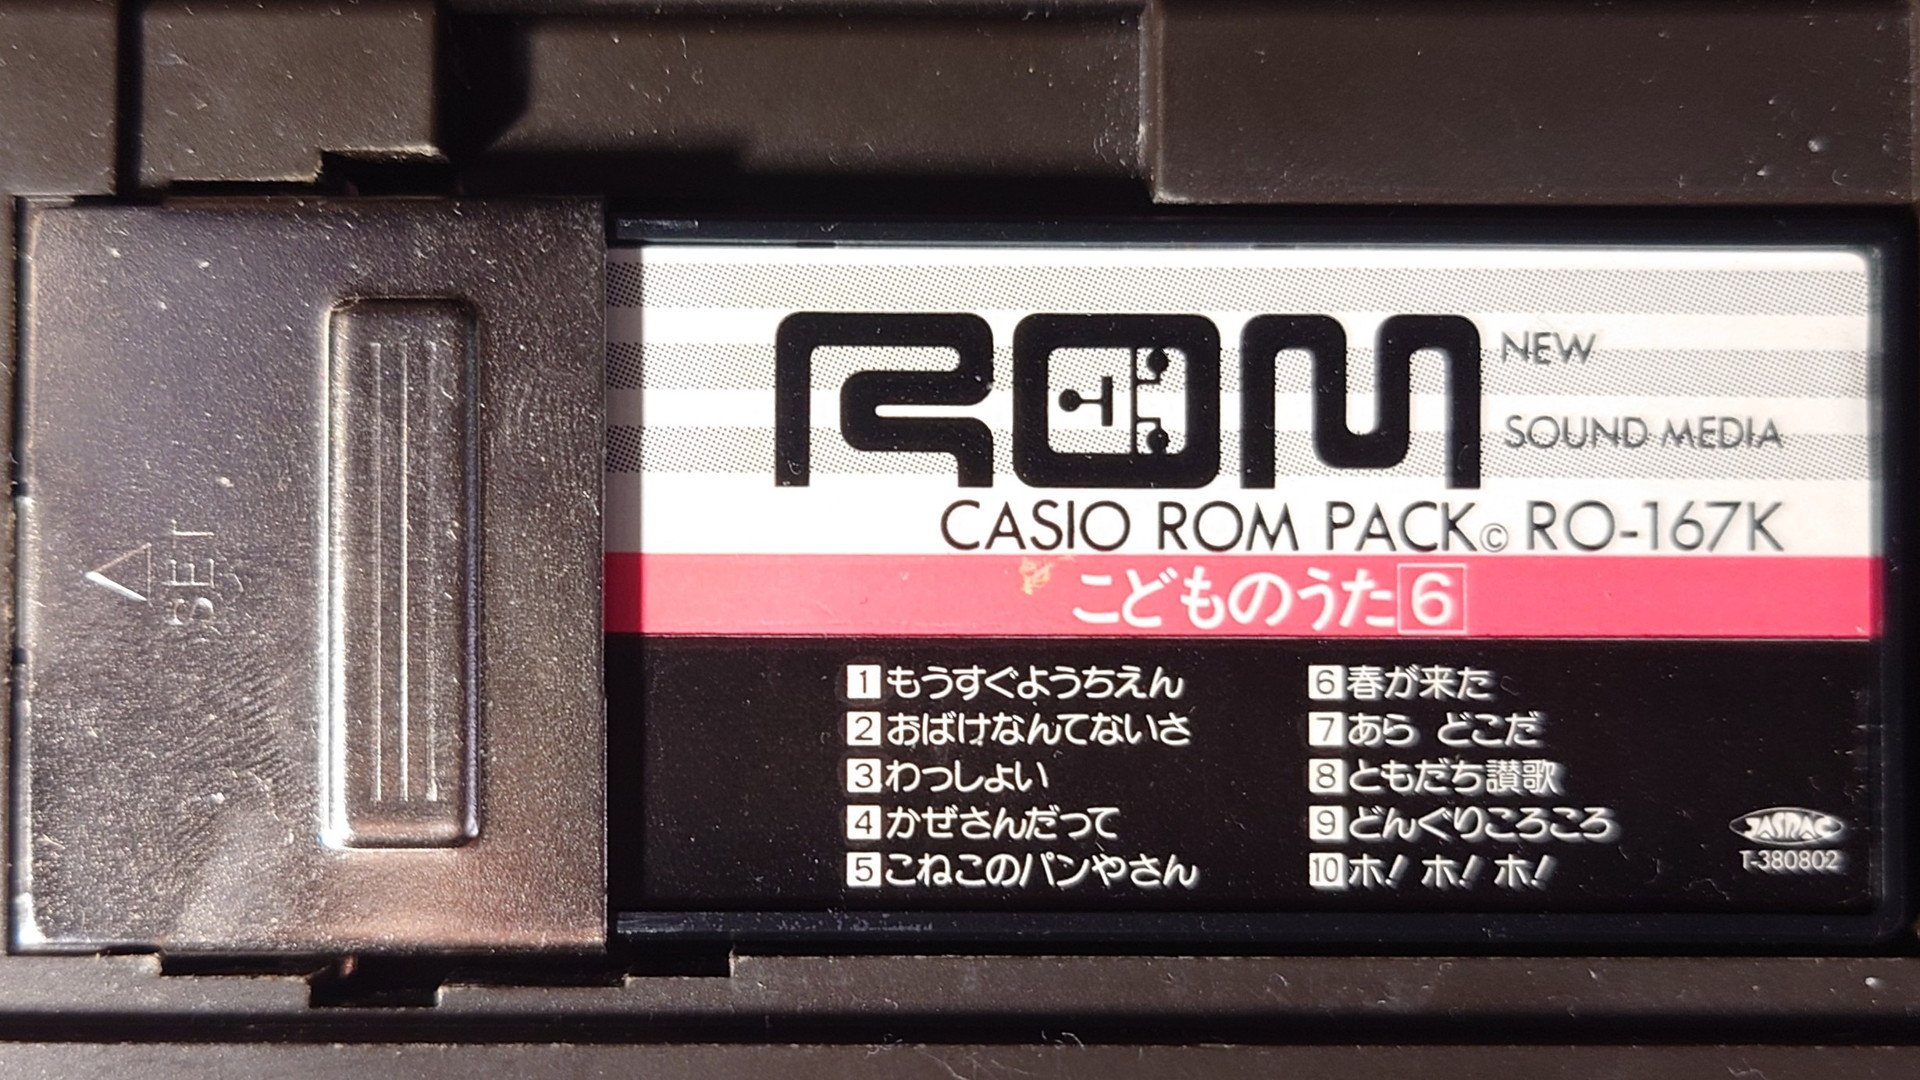 SET
ROM
NEW
SOUND MEDIA
CASIO ROM PACK© RO-167K
こどものうた6
1 もうすぐようちえん
2 おばけなんてないさ
3 わっしょい
4 かぜさんだって
5 こねこのパンやさん
6 春が来た
7 あら どこだ
8 ともだち讃歌
9 どんぐりころころ
10 ホ! ホ! ホ!
JASRAC
T-380802